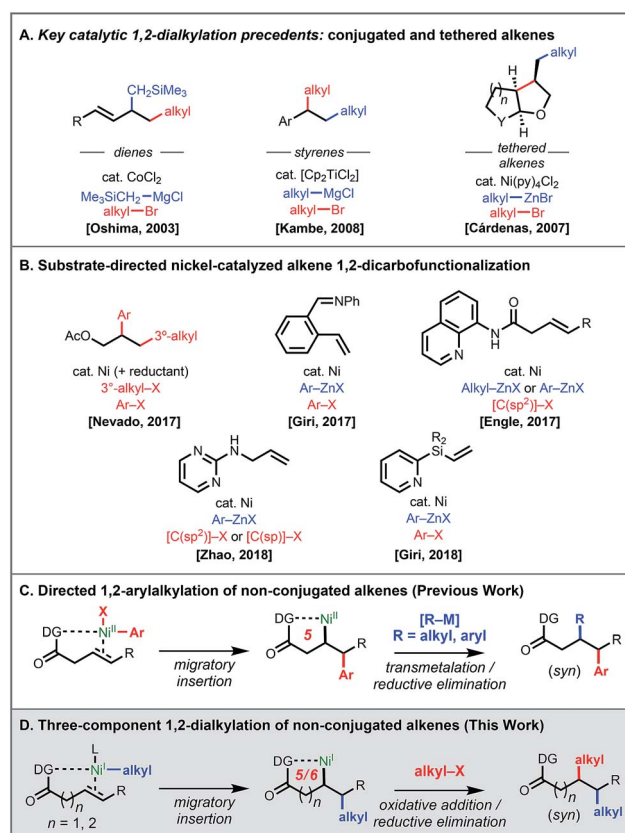 A. Key catalytic 1,2-dialkylation precedents: conjugated and tethered alkenes
CH2SiMe3
R
alkyl
dienes
cat. CoCl2
Me3SiCH2–MgCl
alkyl–Br
[Oshima, 2003]
alkyl
Ar
alkyl
styrenes
cat. [Cp2TiCl2]
alkyl–MgCl
alkyl–Br
[Kambe, 2008]
alkyl
H
( )n
Y
O
H
tethered
alkenes
cat. Ni(py)4Cl2
alkyl–ZnBr
alkyl–Br
[Cárdenas, 2007]
B. Substrate-directed nickel-catalyzed alkene 1,2-dicarbofunctionalization
Ar
AcO
3º-alkyl
cat. Ni (+ reductant)
3°-alkyl–X
Ar–X
[Nevado, 2017]
NPh
cat. Ni
Ar–ZnX
Ar–X
[Giri, 2017]
O
N
N
H
R
cat. Ni
Alkyl–ZnX or Ar–ZnX
[C(sp2)]–X
[Engle, 2017]
H
N
N
N
cat. Ni
Ar–ZnX
[C(sp2)]–X or [C(sp)]–X
[Zhao, 2018]
R2
Si
N
cat. Ni
Ar–ZnX
Ar–X
[Giri, 2018]
C. Directed 1,2-arylalkylation of non-conjugated alkenes (Previous Work)
X
DG
NiII
Ar
O
R
migratory
insertion
DG
NiII
5
O
R
Ar
[R–M]
R = alkyl, aryl
transmetalation /
reductive elimination
DG
R
O
R
(syn)
Ar
D. Three-component 1,2-dialkylation of non-conjugated alkenes (This Work)
L
DG
NiI
alkyl
O
( )n
R
n = 1, 2
migratory
insertion
DG
NiI
5/6
O
( )n
R
alkyl
alkyl–X
oxidative addition /
reductive elimination
DG
alkyl
O
( )n
R
(syn)
alkyl